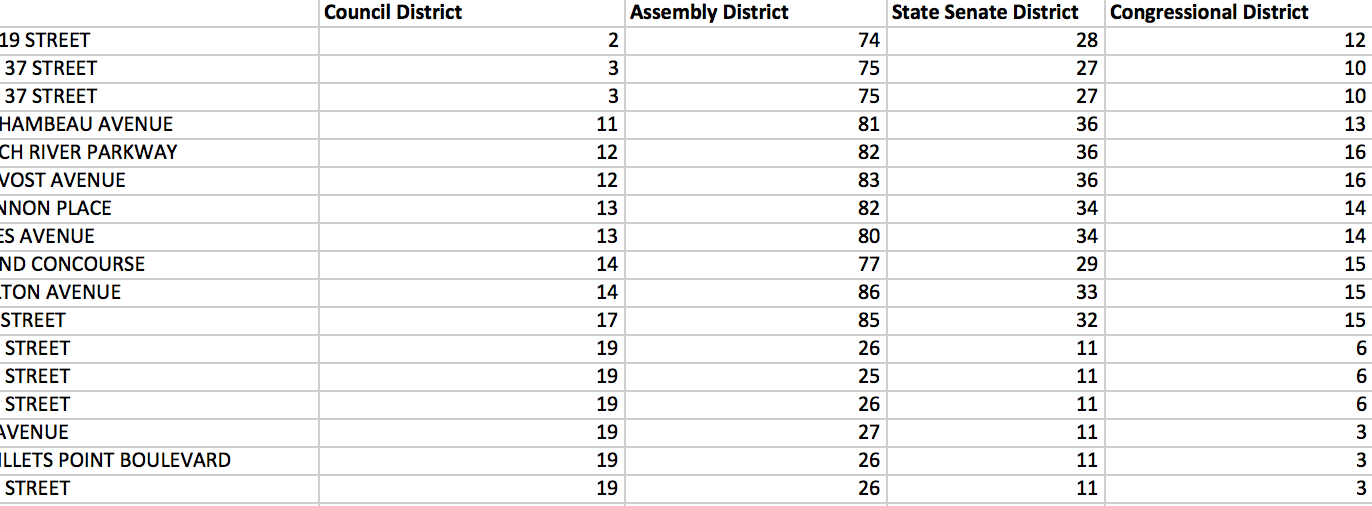 Council District Assembly District State Senate District Congressional District
19 STREET 2 74 28 12
37 STREET 3 75 27 10
37 STREET 3 75 27 10
HAMBEAU AVENUE 11 81 36 13
CH RIVER PARKWAY 12 82 36 16
VOST AVENUE 12 83 36 16
NNON PLACE 13 82 34 14
ES AVENUE 13 80 34 14
ND CONCOURSE 14 77 29 15
LTON AVENUE 14 86 33 15
STREET 17 85 32 15
STREET 19 26 11 6
STREET 19 25 11 6
STREET 19 26 11 6
AVENUE 19 27 11 3
ILLETS POINT BOULEVARD 19 26 11 3
STREET 19 26 11 3